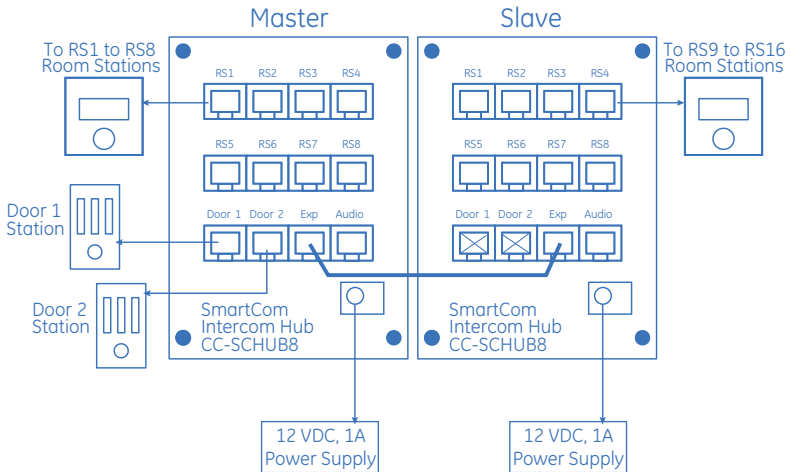 Master
Slave
To RS1 to RS8
Room Stations
RS1 RS2 RS3 RS4
RS1 RS2 RS3 RS4
To RS9 to RS16
Room Stations
RS5 RS6 RS7 RS8
RS5 RS6 RS7 RS8
Door 1
Station
Door 1 Door 2 Exp Audio
Door 1 Door 2 Exp Audio
Door 2
Station
SmartCom
Intercom Hub
CC-SCHUB8
SmartCom
Intercom Hub
CC-SCHUB8
12 VDC, 1A
Power Supply
12 VDC, 1A
Power Supply